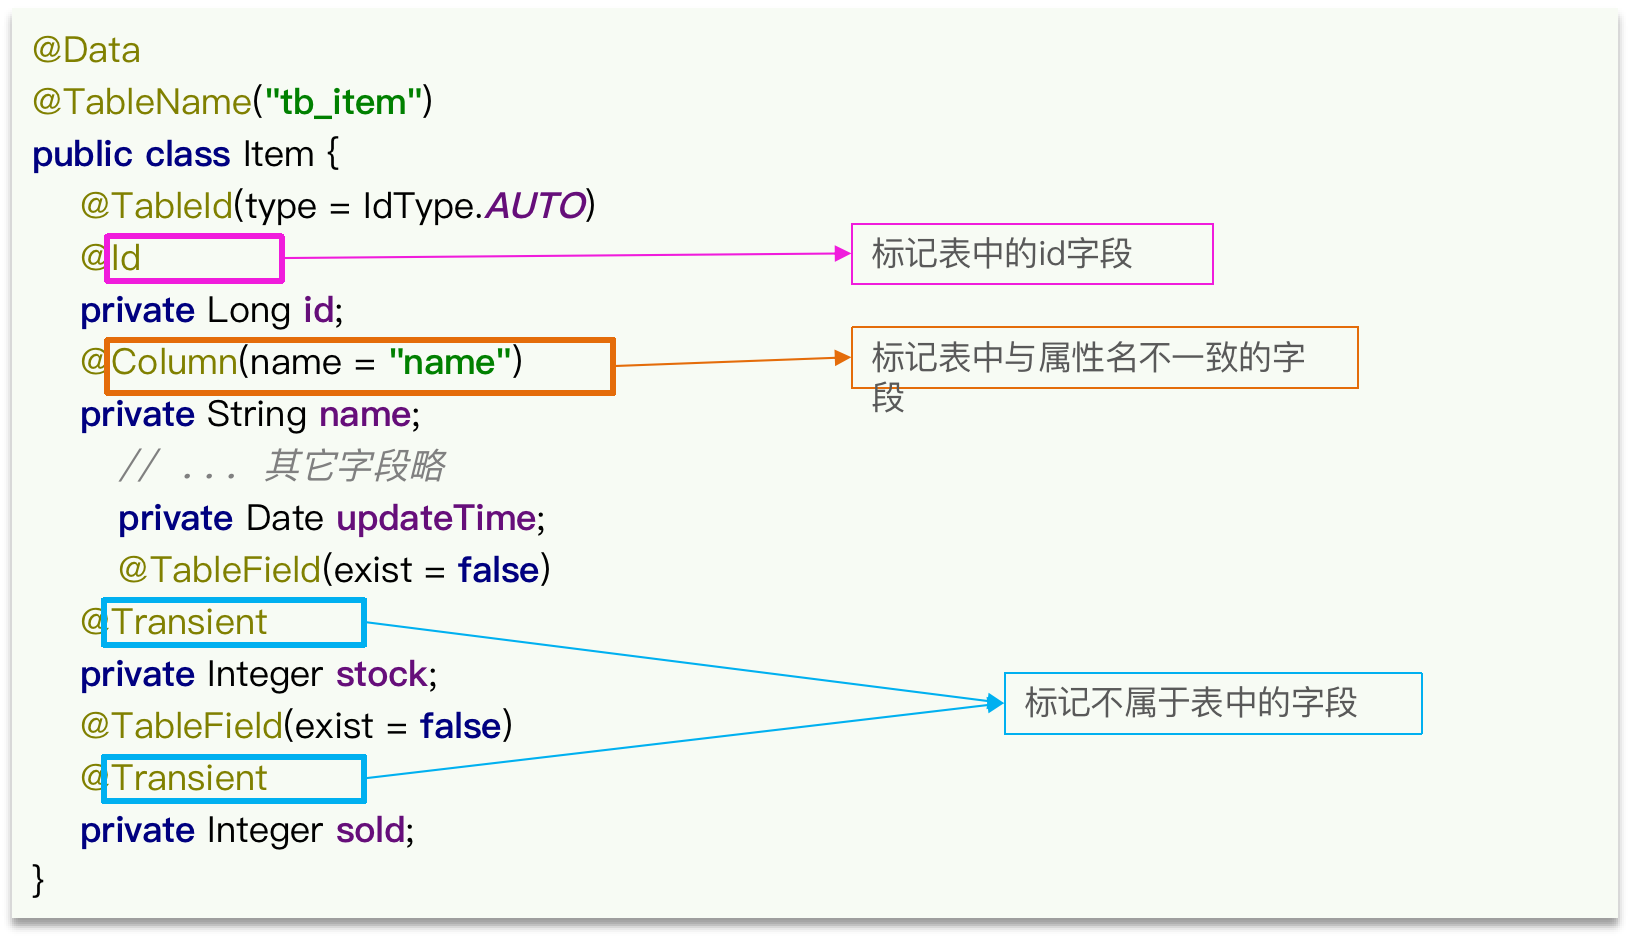 @Data
@TableName("tb_item")
public class Item {
@TableId(type = IdType.AUTO)
@Id
标记表中的id字段
private Long id;
@Column(name = "name")
标记表中与属性名不一致的字
段
private String name;
// ... 其它字段略
private Date updateTime;
@TableField(exist = false)
@Transient
private Integer stock;
标记不属于表中的字段
@TableField(exist = false)
@Transient
private Integer sold;
}